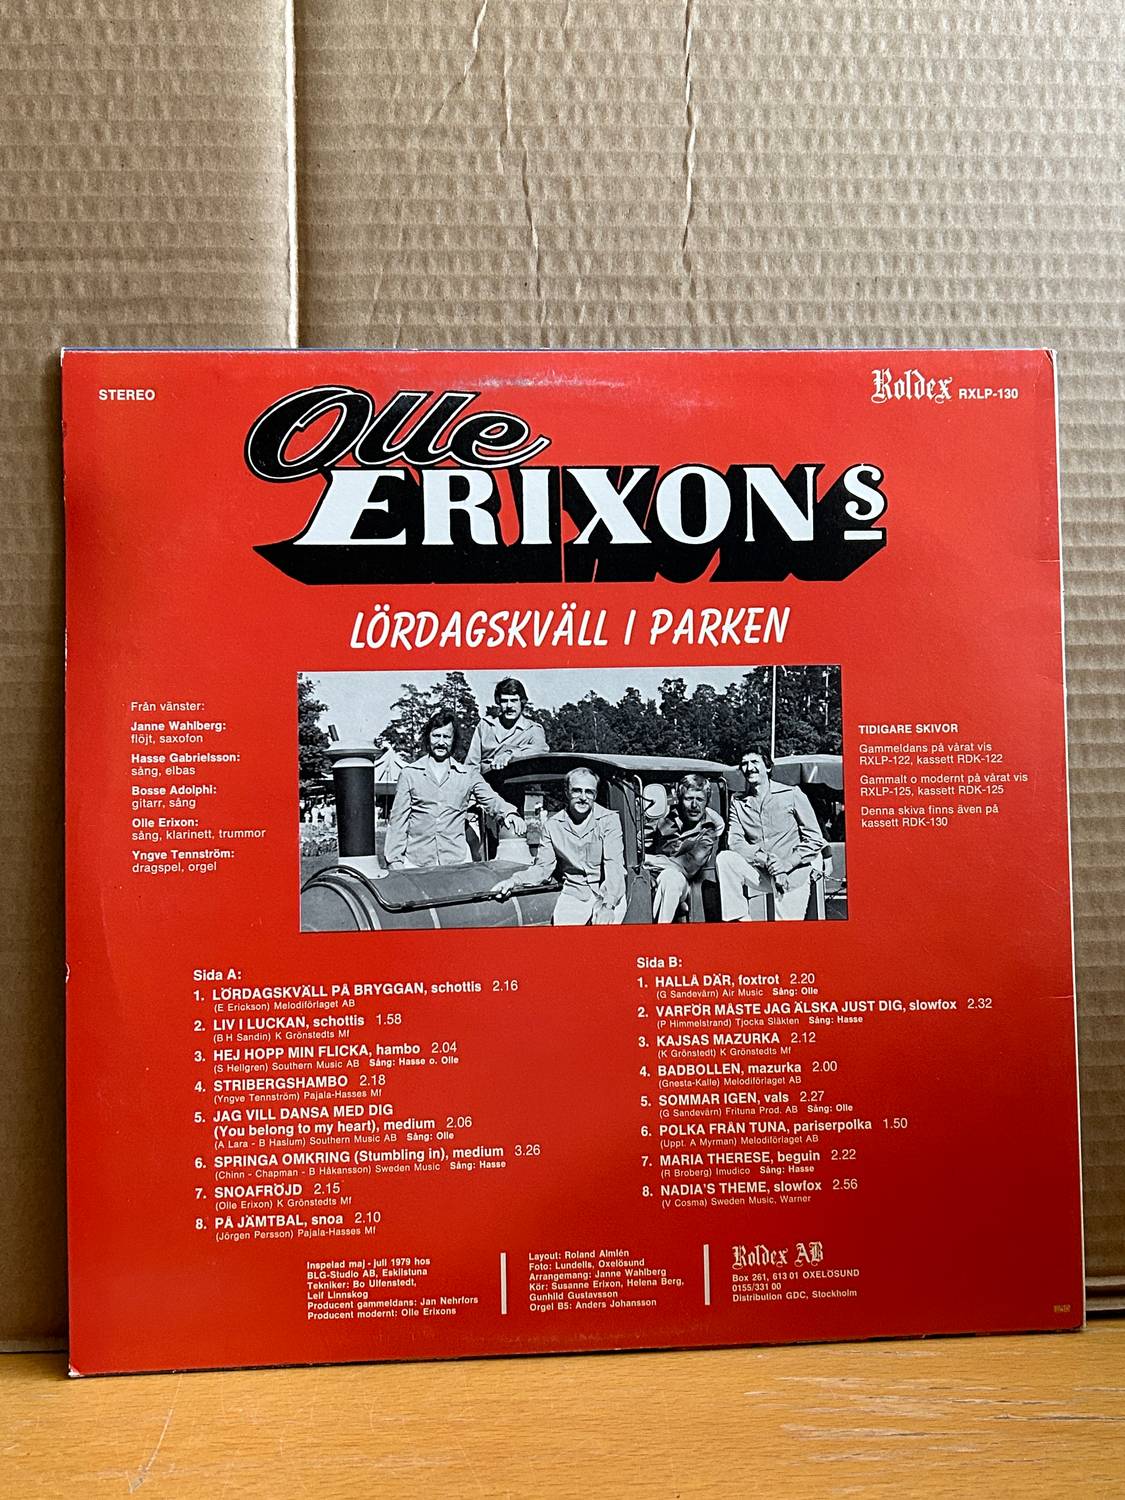 STEREO
Roldex RXLP-130
Olle
ERIXONS
LÖRDAGSKVÄLL I PARKEN
Från vänster:
Janne Wahlberg:
flöjt, saxofon
Hasse Gabrielsson:
sång, elbas
Bosse Adolphi:
gitarr, sång
Olle Erixon:
sång, klarinett, trummor
Yngve Tennström:
dragspel, orgel
TIDIGARE SKIVOR
Gammeldans på vårat vis
RXLP-122, kassett RDK-122
Gammalt o modernt på vårat vis
RXLP-125, kassett RDK-125
Denna skiva finns även på
kassett RDK-130
Sida A:
1. LÖRDAGSKVÄLL PÅ BRYGGAN, schottis 2.16
(E Erickson) Melodiförlaget AB
2. LIV I LUCKAN, schottis 1.58
(B H Sandin) K Grönstedts Mf
3. HEJ HOPP MIN FLICKA, hambo 2.04
(S Hellgren) Southern Music AB Sång: Hasse o. Olle
4. STRIBERGSHAMBO 2.18
(Yngve Tennström) Pajala-Hasses Mf
5. JAG VILL DANSA MED DIG
(You belong to my heart), medium 2.06
(A Lara - B Haslum) Southern Music AB Sång: Olle
6. SPRINGA OMKRING (Stumbling in), medium 3.26
(Chinn - Chapman - B Håkansson) Sweden Music Sång: Hasse
7. SNOAFRÖJD 2.15
(Olle Erixon) K Grönstedts Mf
8. PÅ JÄMTBAL, snoa 2.10
(Jörgen Persson) Pajala-Hasses Mf
Sida B:
1. HALLÅ DÄR, foxtrot 2.20
(G Sandevärn) Air Music Sång: Olle
2. VARFÖR MÅSTE JAG ÄLSKA JUST DIG, slowfox 2.32
(P Himmelstrand) Tjocka Släkten Sång: Hasse
3. KAJSAS MAZURKA 2.12
(K Grönstedt) K Grönstedts Mf
4. BADBOLLEN, mazurka 2.00
(Gnesta-Kalle) Melodiförlaget AB
5. SOMMAR IGEN, vals 2.27
(G Sandevärn) Frituna Prod. AB Sång: Olle
6. POLKA FRÅN TUNA, pariserpolka 1.50
(Uppt. A Myrman) Melodiförlaget AB
7. MARIA THERESE, beguin 2.22
(R Broberg) Imudico Sång: Hasse
8. NADIA'S THEME, slowfox 2.56
(V Cosma) Sweden Music, Warner
Inspelad maj - juli 1979 hos
BLG-Studio AB, Eskilstuna
Tekniker: Bo Ulfenstedt,
Leif Linnskog
Producent gammeldans: Jan Nehrfors
Producent modernt: Olle Erixons
Layout: Roland Almlén
Foto: Lundells, Oxelösund
Arrangemang: Janne Wahlberg
Kör: Susanne Erixon, Helena Berg,
Gunhild Gustavsson
Orgel B5: Anders Johansson
Roldex AB
Box 261, 613 01 OXELÖSUND
0155/331 00
Distribution GDC, Stockholm